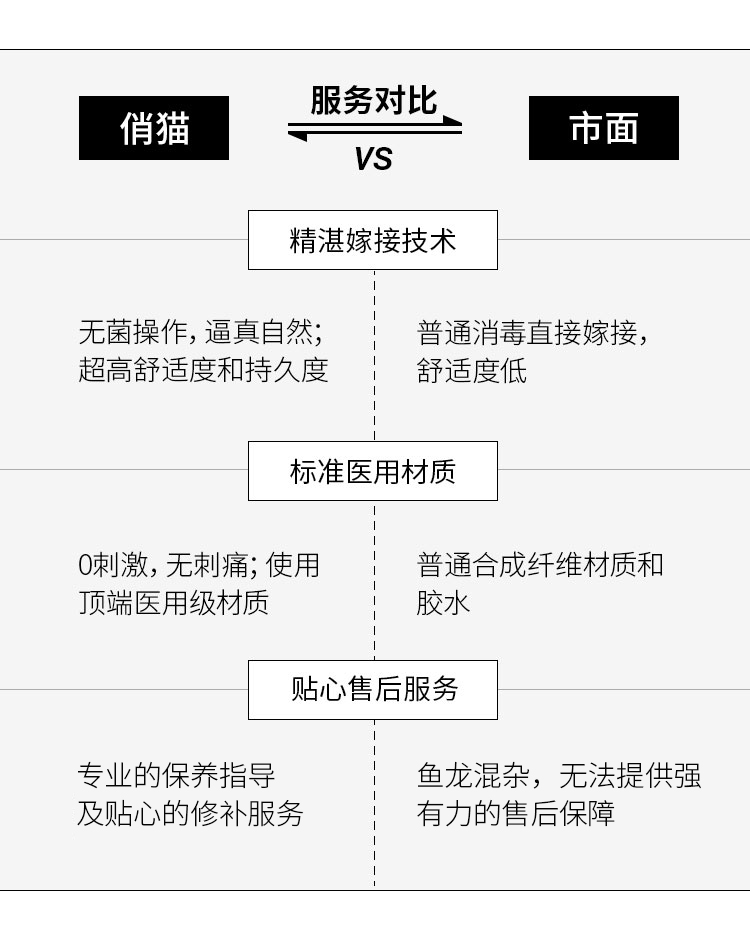 俏猫
服务对比
VS
市面
精湛嫁接技术
无菌操作，逼真自然；
超高舒适度和持久度
普通消毒直接嫁接，
舒适度低
标准医用材质
0刺激，无刺痛；使用
顶端医用级材质
普通合成纤维材质和
胶水
贴心售后服务
专业的保养指导
及贴心的修补服务
鱼龙混杂，无法提供强
有力的售后保障